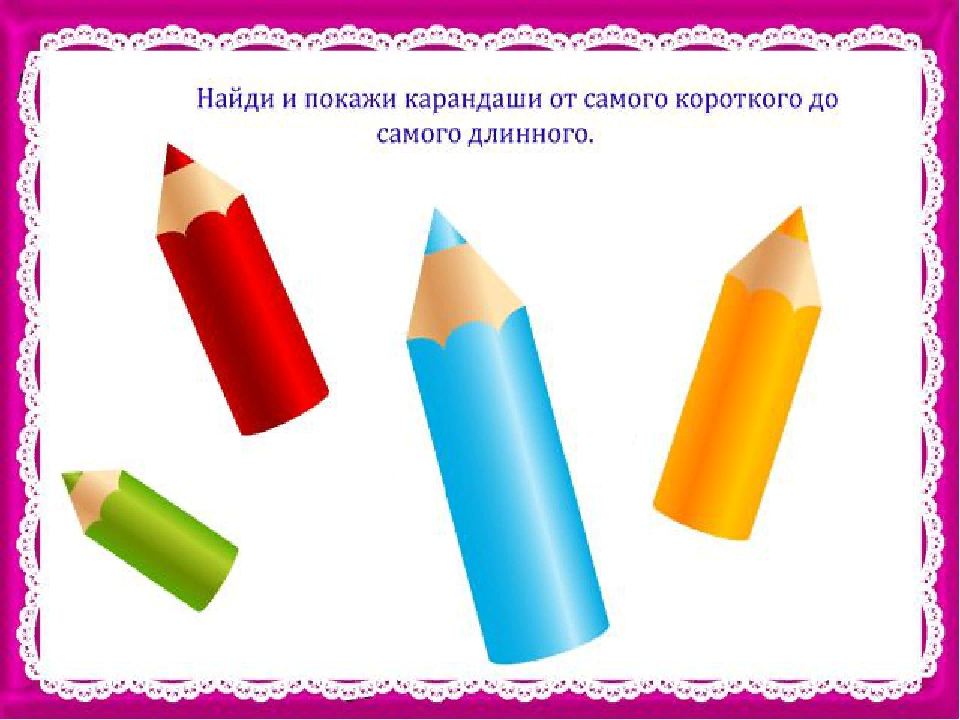 Найди и покажи карандаши от самого короткого до
самого длинного.